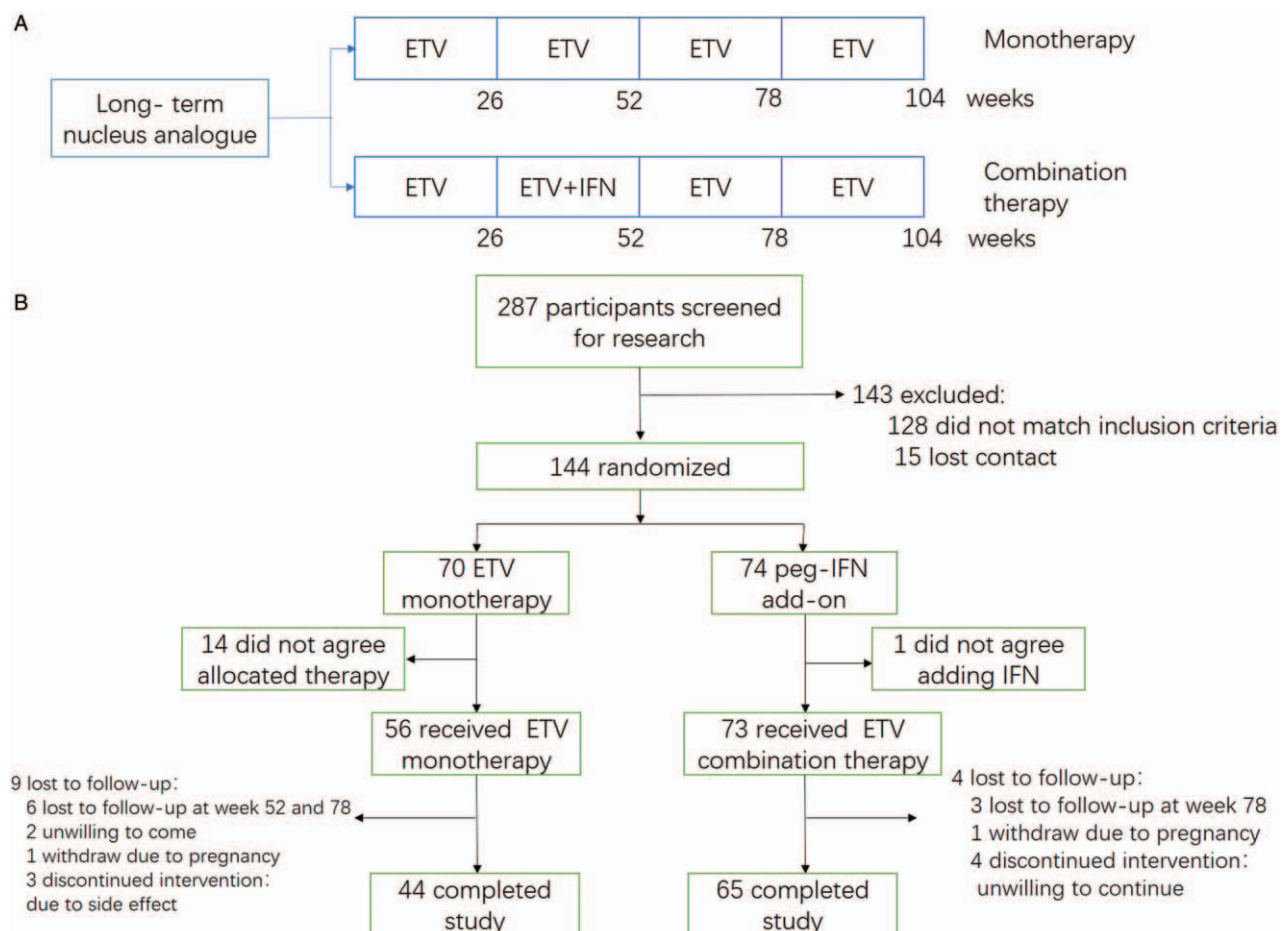 A
ETV ETV ETV ETV
Monotherapy
26 52 78 104 weeks
Long- term
nucleus analogue
ETV ETV+IFN ETV ETV
Combination
therapy
26 52 78 104 weeks
B
287 participants screened
for research
143 excluded:
128 did not match inclusion criteria
15 lost contact
144 randomized
70 ETV
monotherapy
74 peg-IFN
add-on
14 did not agree
allocated therapy
1 did not agree
adding IFN
56 received ETV
monotherapy
73 received ETV
combination therapy
9 lost to follow-up:
6 lost to follow-up at week 52 and 78
2 unwilling to come
1 withdraw due to pregnancy
3 discontinued intervention:
due to side effect
4 lost to follow-up:
3 lost to follow-up at week 78
1 withdraw due to pregnancy
4 discontinued intervention:
unwilling to continue
44 completed
study
65 completed
study